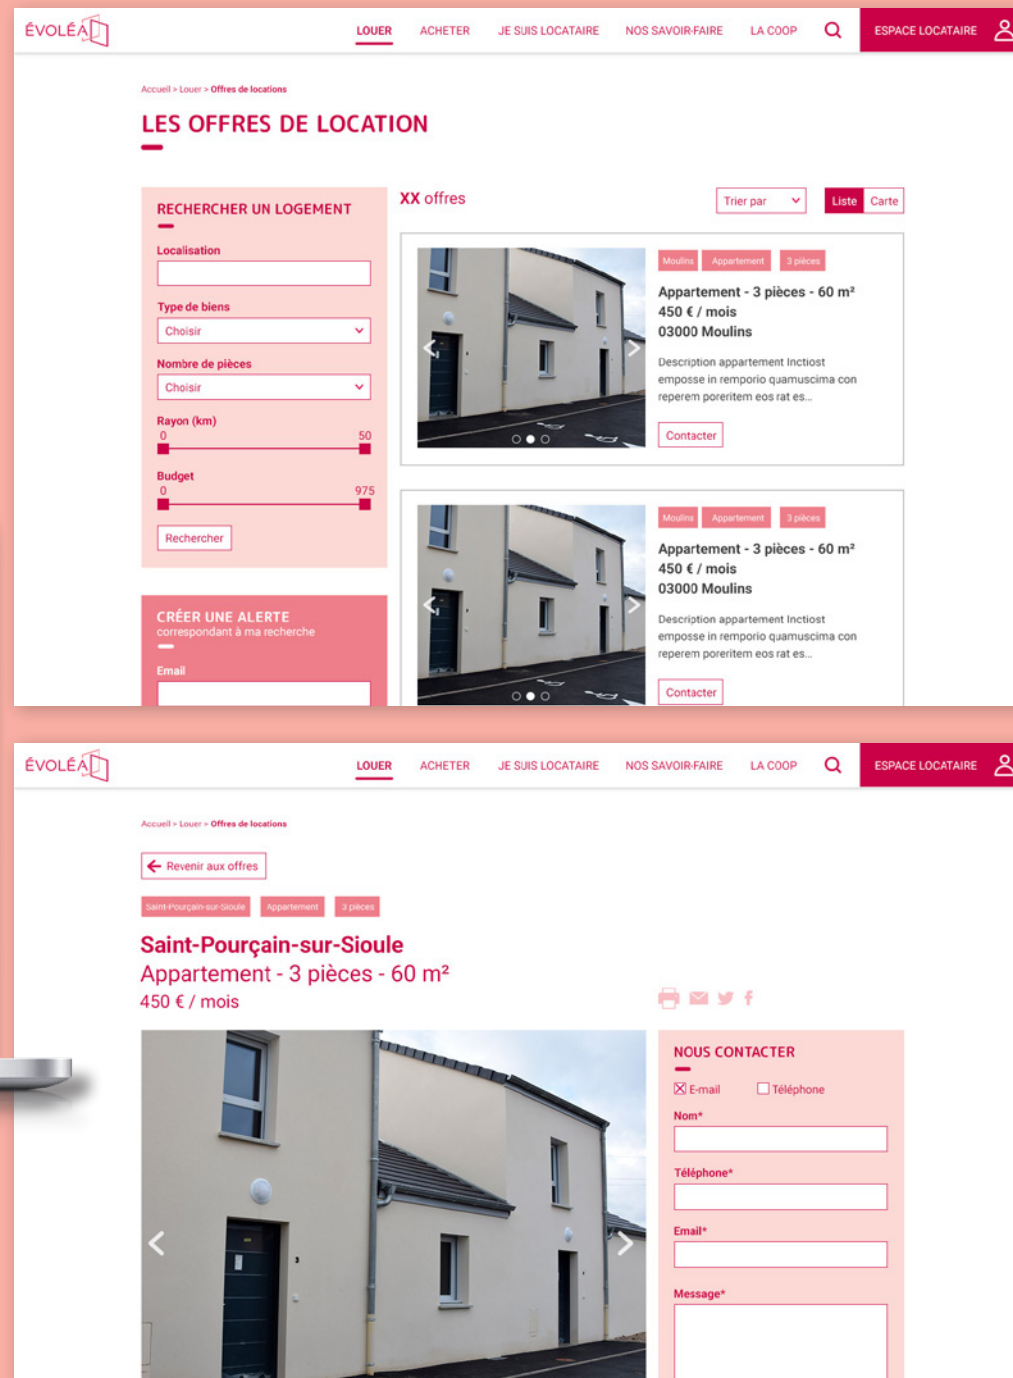 ÉVOLÉA
LOUER ACHETER JE SUIS LOCATAIRE NOS SAVOIR-FAIRE LA COOP ESPACE LOCATAIRE
Accueil > Louer > Offres de locations
LES OFFRES DE LOCATION
RECHERCHER UN LOGEMENT
Localisation
Type de biens
Choisir
Nombre de pièces
Choisir
Rayon (km)
0 50
Budget
0 975
Rechercher
CRÉER UNE ALERTE
correspondant à ma recherche
Email
XX offres
Trier par
Liste Carte
Moulins Appartement 3 pièces
Appartement - 3 pièces - 60 m²
450 € / mois
03000 Moulins
Description appartement Inctiost
emposse in remporio quamuscima con
reperem poreritem eos rat es...
Contacter
Moulins Appartement 3 pièces
Appartement - 3 pièces - 60 m²
450 € / mois
03000 Moulins
Description appartement Inctiost
emposse in remporio quamuscima con
reperem poreritem eos rat es...
Contacter
ÉVOLÉA
LOUER ACHETER JE SUIS LOCATAIRE NOS SAVOIR-FAIRE LA COOP ESPACE LOCATAIRE
Accueil > Louer > Offres de locations
Revenir aux offres
Saint-Pourçain-sur-Sioule Appartement 3 pièces
Saint-Pourçain-sur-Sioule
Appartement - 3 pièces - 60 m²
450 € / mois
3
NOUS CONTACTER
E-mail Téléphone
Nom*
Téléphone*
Email*
Message*